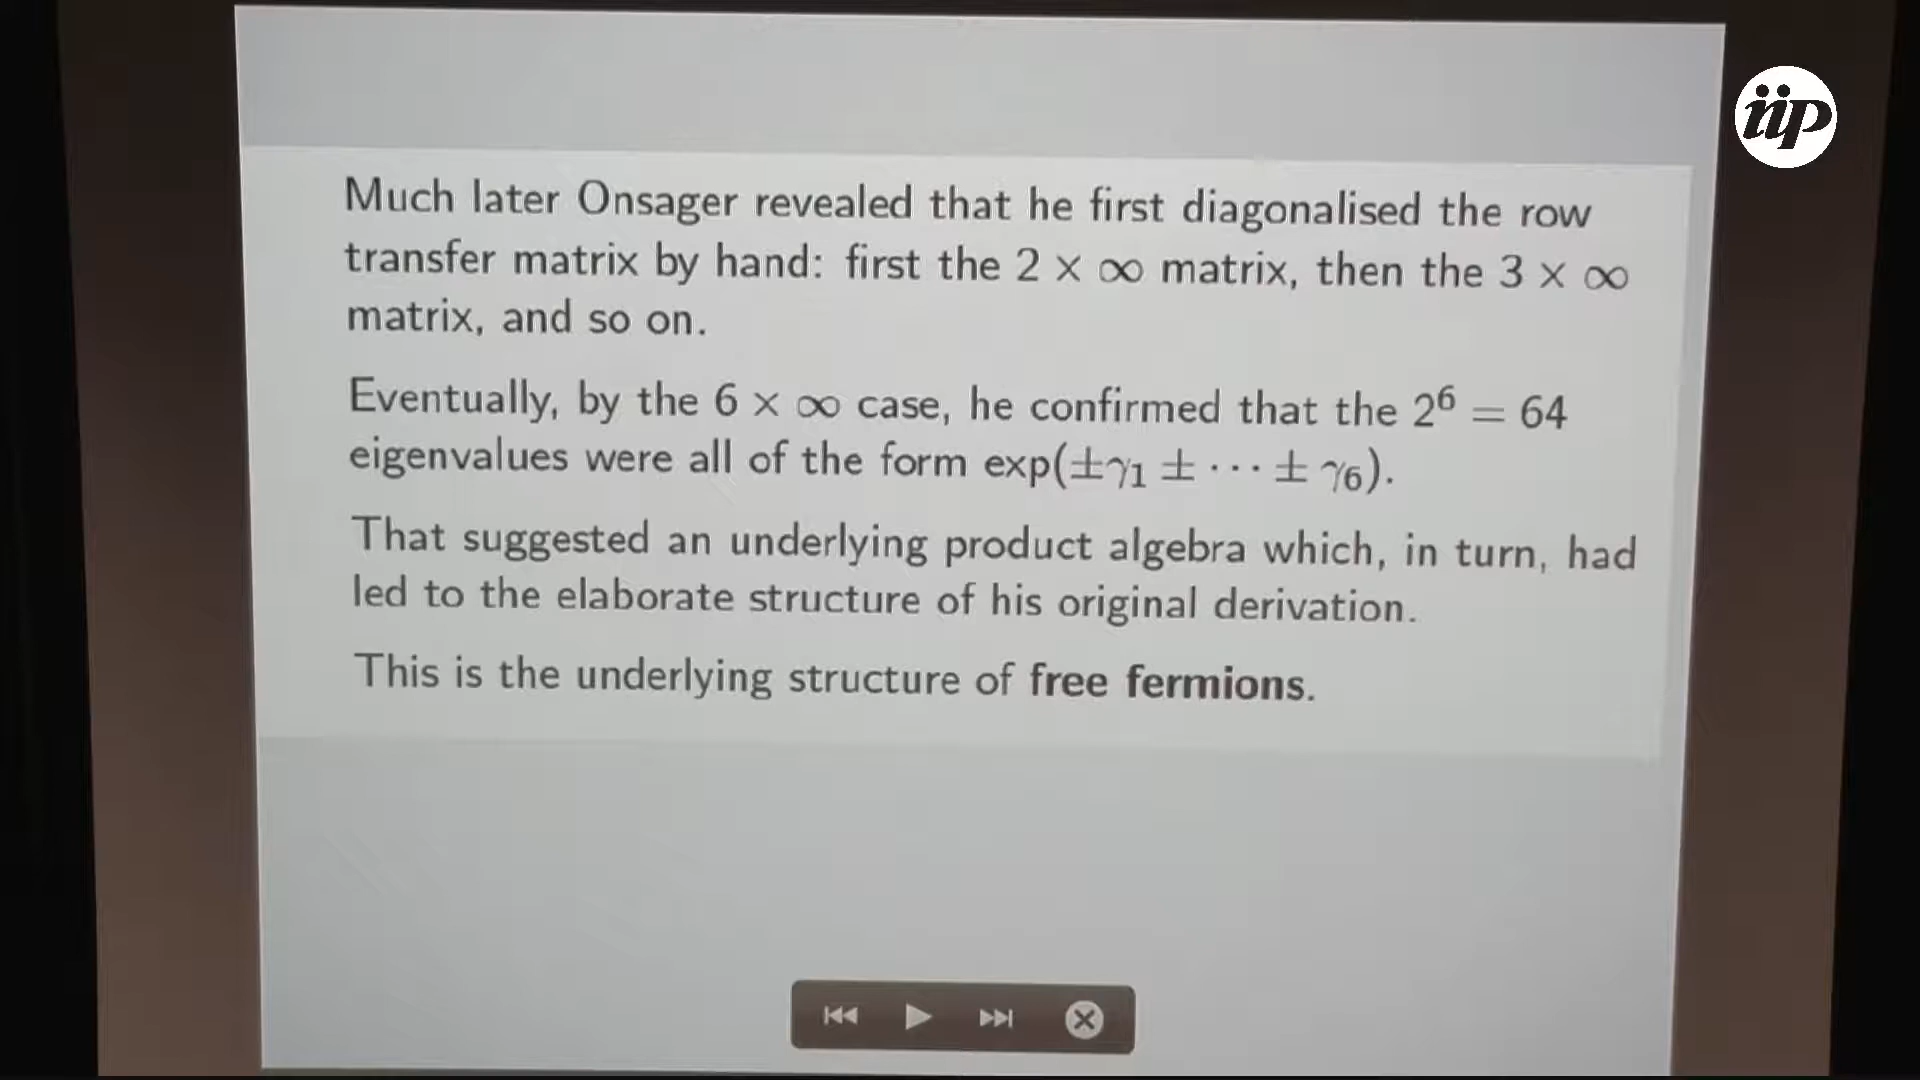 iip
Much later Onsager revealed that he first diagonalised the row
transfer matrix by hand: first the 2 × ∞ matrix, then the 3 × ∞
matrix, and so on.
Eventually, by the 6 × ∞ case, he confirmed that the 2⁶ = 64
eigenvalues were all of the form exp(±γ₁ ± ··· ± γ₆).
That suggested an underlying product algebra which, in turn, had
led to the elaborate structure of his original derivation.
This is the underlying structure of free fermions.